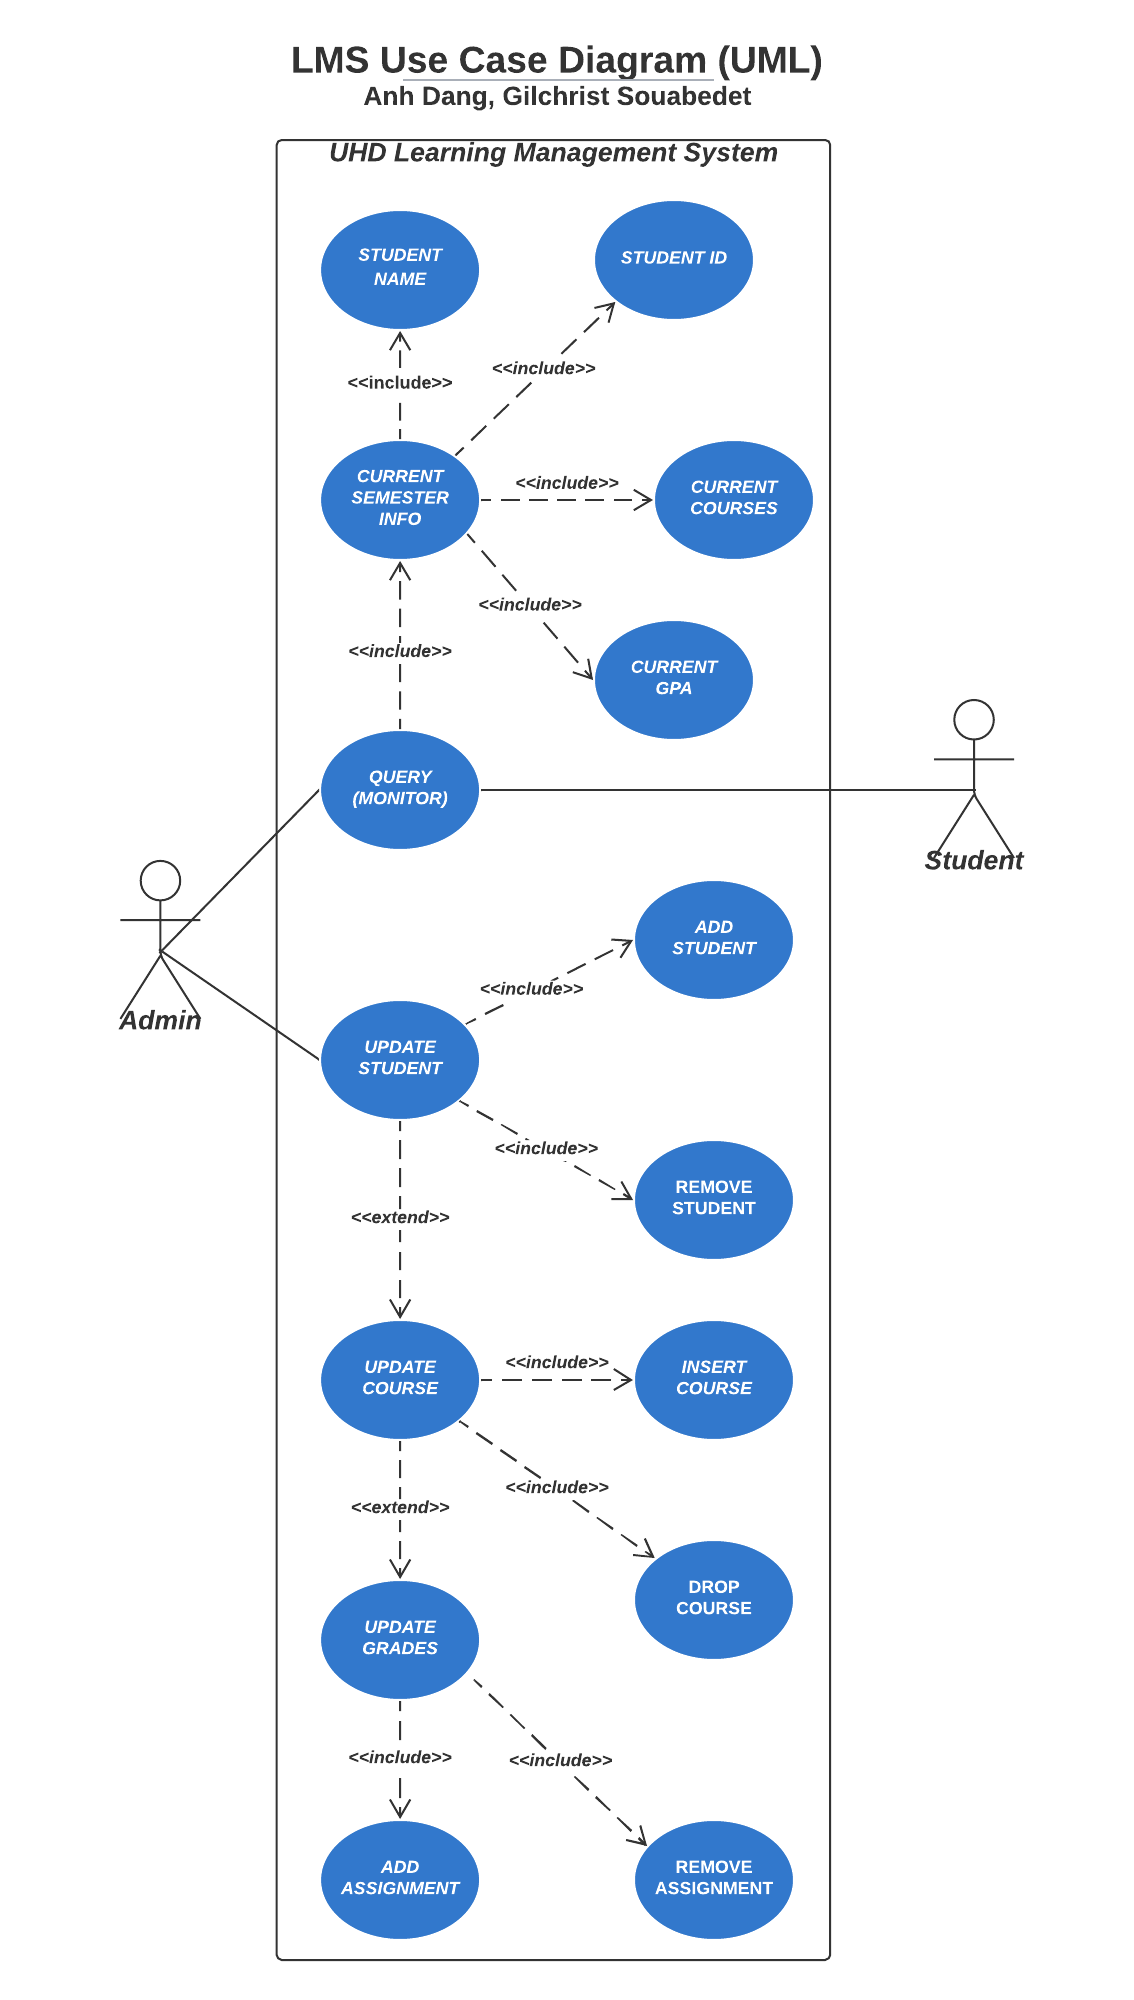 LMS Use Case Diagram (UML)
Anh Dang, Gilchrist Souabedet
UHD Learning Management System
STUDENT
NAME
STUDENT ID
<<include>>
<<include>>
CURRENT
SEMESTER
INFO
<<include>>
CURRENT
COURSES
<<include>>
<<include>>
CURRENT
GPA
QUERY
(MONITOR)
Student
Admin
ADD
STUDENT
<<include>>
UPDATE
STUDENT
<<include>>
REMOVE
STUDENT
<<extend>>
UPDATE
COURSE
<<include>>
INSERT
COURSE
<<include>>
<<extend>>
DROP
COURSE
UPDATE
GRADES
<<include>>
<<include>>
ADD
ASSIGNMENT
REMOVE
ASSIGNMENT